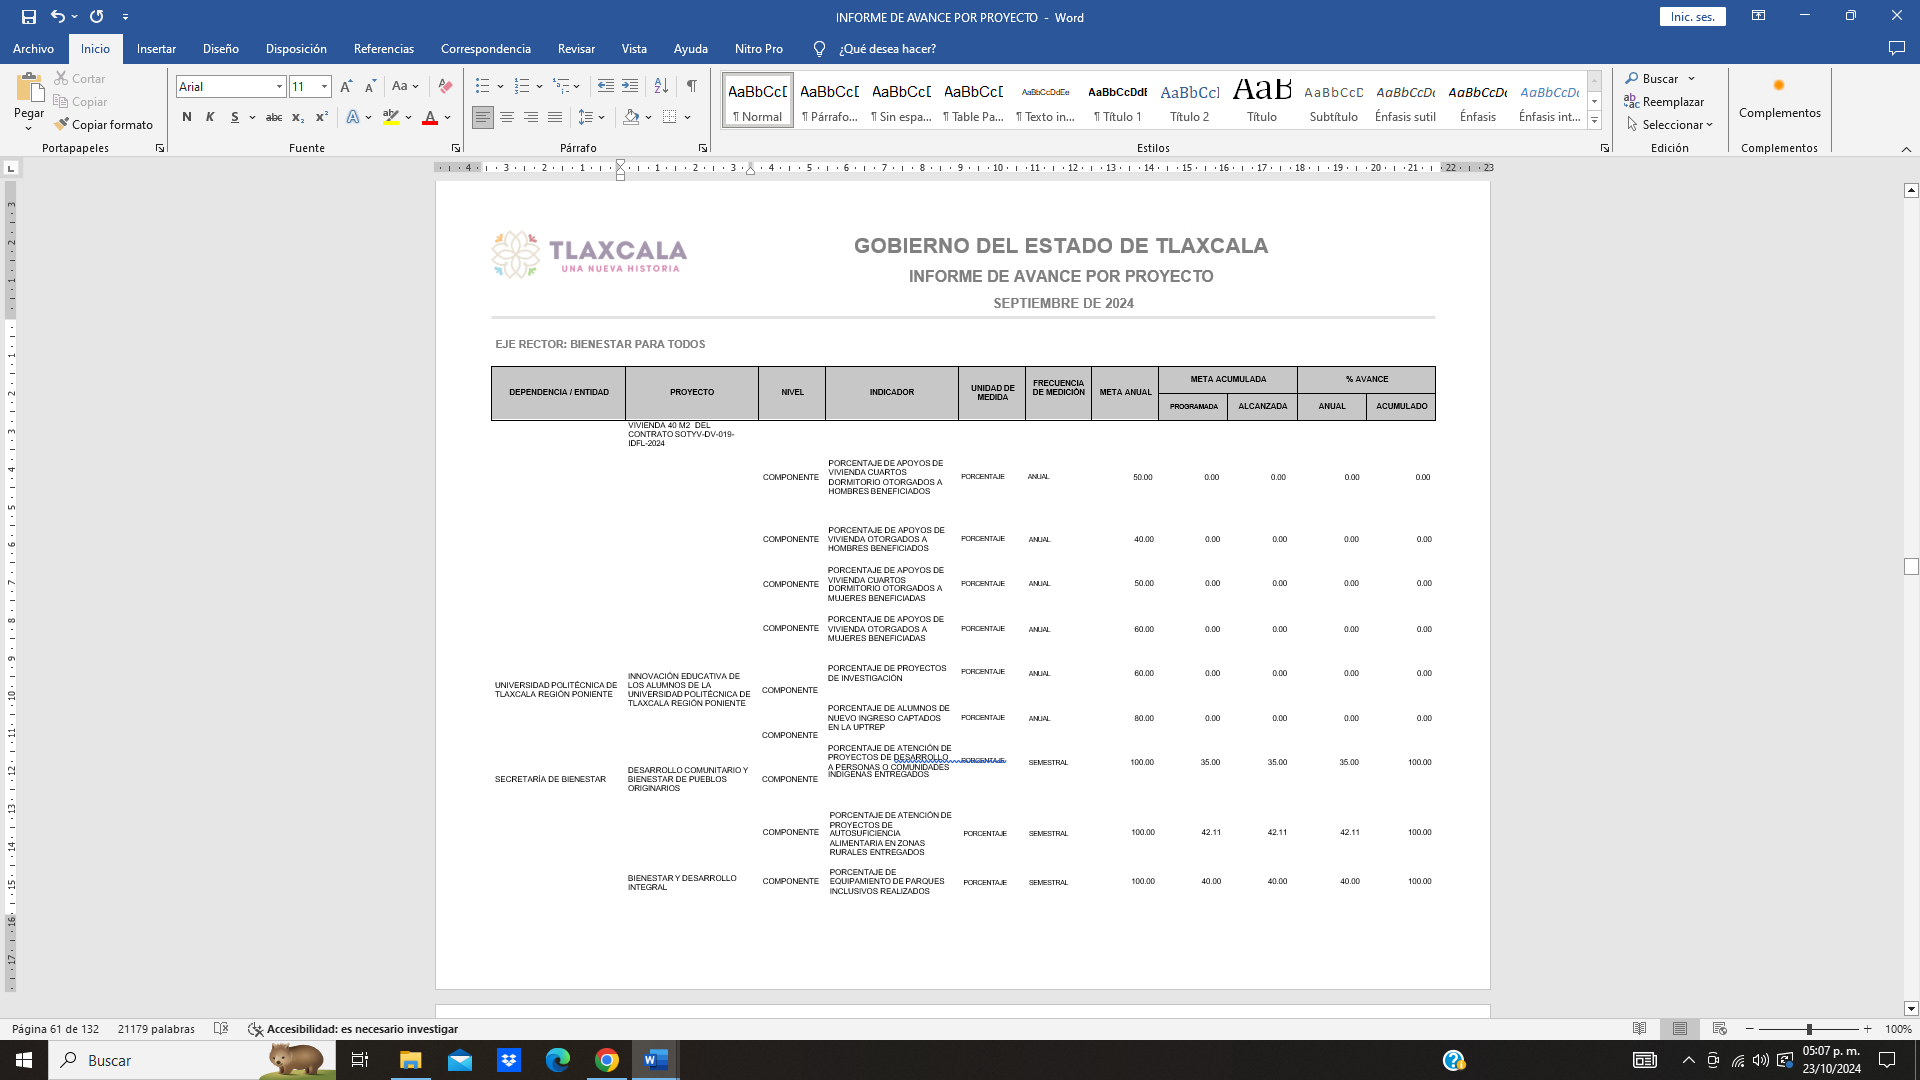 INFORME DE AVANCE POR PROYECTO - Word
Inic. ses.
Archivo Inicio Insertar Diseño Disposición Referencias Correspondencia Revisar Vista Ayuda Nitro Pro ¿Qué desea hacer?
Pegar
Cortar
Copiar
Copiar formato
Portapapeles
Arial 11
Fuente
Párrafo
AaBbCcI AaBbCcI AaBbCcI AaBbCcI AaBbCcDdEe AaBbCcDdE AaBbCcI AaB AaBbCcD AaBbCcDc AaBbCcDc AaBbCcDc
¶ Normal ¶ Párrafo... ¶ Sin espa... ¶ Table Pa... ¶ Texto in... ¶ Título 1 Título 2 Título Subtítulo Énfasis sutil Énfasis Énfasis int...
Estilos
Buscar
Reemplazar
Seleccionar
Edición
Complementos
Complementos
TLAXCALA
UNA NUEVA HISTORIA
GOBIERNO DEL ESTADO DE TLAXCALA
INFORME DE AVANCE POR PROYECTO
SEPTIEMBRE DE 2024
EJE RECTOR: BIENESTAR PARA TODOS
DEPENDENCIA / ENTIDAD PROYECTO NIVEL INDICADOR UNIDAD DE MEDIDA FRECUENCIA DE MEDICIÓN META ANUAL META ACUMULADA % AVANCE
PROGRAMADA ALCANZADA ANUAL ACUMULADO
VIVIENDA 40 M2 DEL
CONTRATO SOTYV-DV-019-
IDFL-2024
COMPONENTE
PORCENTAJE DE APOYOS DE
VIVIENDA CUARTOS
DORMITORIO OTORGADOS A
HOMBRES BENEFICIADOS
PORCENTAJE ANUAL 50.00 0.00 0.00 0.00 0.00
COMPONENTE
PORCENTAJE DE APOYOS DE
VIVIENDA OTORGADOS A
HOMBRES BENEFICIADOS
PORCENTAJE ANUAL 40.00 0.00 0.00 0.00 0.00
COMPONENTE
PORCENTAJE DE APOYOS DE
VIVIENDA CUARTOS
DORMITORIO OTORGADOS A
MUJERES BENEFICIADAS
PORCENTAJE ANUAL 50.00 0.00 0.00 0.00 0.00
COMPONENTE
PORCENTAJE DE APOYOS DE
VIVIENDA OTORGADOS A
MUJERES BENEFICIADAS
PORCENTAJE ANUAL 60.00 0.00 0.00 0.00 0.00
UNIVERSIDAD POLITÉCNICA DE
TLAXCALA REGIÓN PONIENTE
INNOVACIÓN EDUCATIVA DE
LOS ALUMNOS DE LA
UNIVERSIDAD POLITÉCNICA DE
TLAXCALA REGIÓN PONIENTE
COMPONENTE
PORCENTAJE DE PROYECTOS
DE INVESTIGACIÓN
PORCENTAJE ANUAL 60.00 0.00 0.00 0.00 0.00
COMPONENTE
PORCENTAJE DE ALUMNOS DE
NUEVO INGRESO CAPTADOS
EN LA UPTREP
PORCENTAJE ANUAL 80.00 0.00 0.00 0.00 0.00
SECRETARÍA DE BIENESTAR
DESARROLLO COMUNITARIO Y
BIENESTAR DE PUEBLOS
ORIGINARIOS
COMPONENTE
PORCENTAJE DE ATENCIÓN DE
PROYECTOS DE DESARROLLO
A PERSONAS O COMUNIDADES
INDIGENAS ENTREGADOS
PORCENTAJE SEMESTRAL 100.00 35.00 35.00 35.00 100.00
COMPONENTE
PORCENTAJE DE ATENCIÓN DE
PROYECTOS DE
AUTOSUFICIENCIA
ALIMENTARIA EN ZONAS
RURALES ENTREGADOS
PORCENTAJE SEMESTRAL 100.00 42.11 42.11 42.11 100.00
BIENESTAR Y DESARROLLO
INTEGRAL
COMPONENTE
PORCENTAJE DE
EQUIPAMIENTO DE PARQUES
INCLUSIVOS REALIZADOS
PORCENTAJE SEMESTRAL 100.00 40.00 40.00 40.00 100.00
Página 61 de 132 21179 palabras Accesibilidad: es necesario investigar 100%
Buscar
05:07 p. m.
23/10/2024